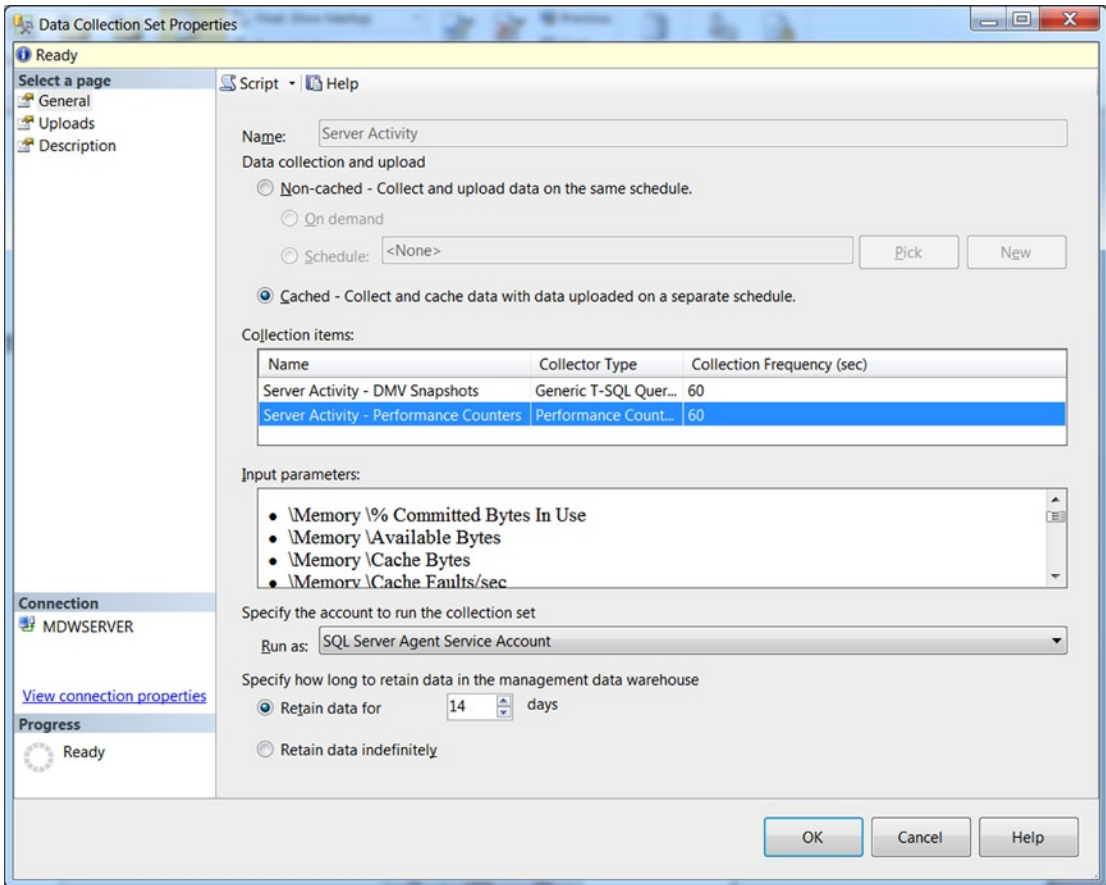 Data Collection Set Properties
Ready
Select a page
General
Uploads
Description
Script
Help
Name: Server Activity
Data collection and upload
Non-cached - Collect and upload data on the same schedule.
On demand
Schedule: <None> Pick New
Cached - Collect and cache data with data uploaded on a separate schedule.
Collection items:
Name Collector Type Collection Frequency (sec)
Server Activity - DMV Snapshots Generic T-SQL Quer... 60
Server Activity - Performance Counters Performance Count... 60
Input parameters:
• \Memory \% Committed Bytes In Use
• \Memory \Available Bytes
• \Memory \Cache Bytes
• \Memory \Cache Faults/sec
Specify the account to run the collection set
Run as: SQL Server Agent Service Account
Specify how long to retain data in the management data warehouse
Retain data for 14 days
Retain data indefinitely
Connection
MDWSERVER
View connection properties
Progress
Ready
OK Cancel Help